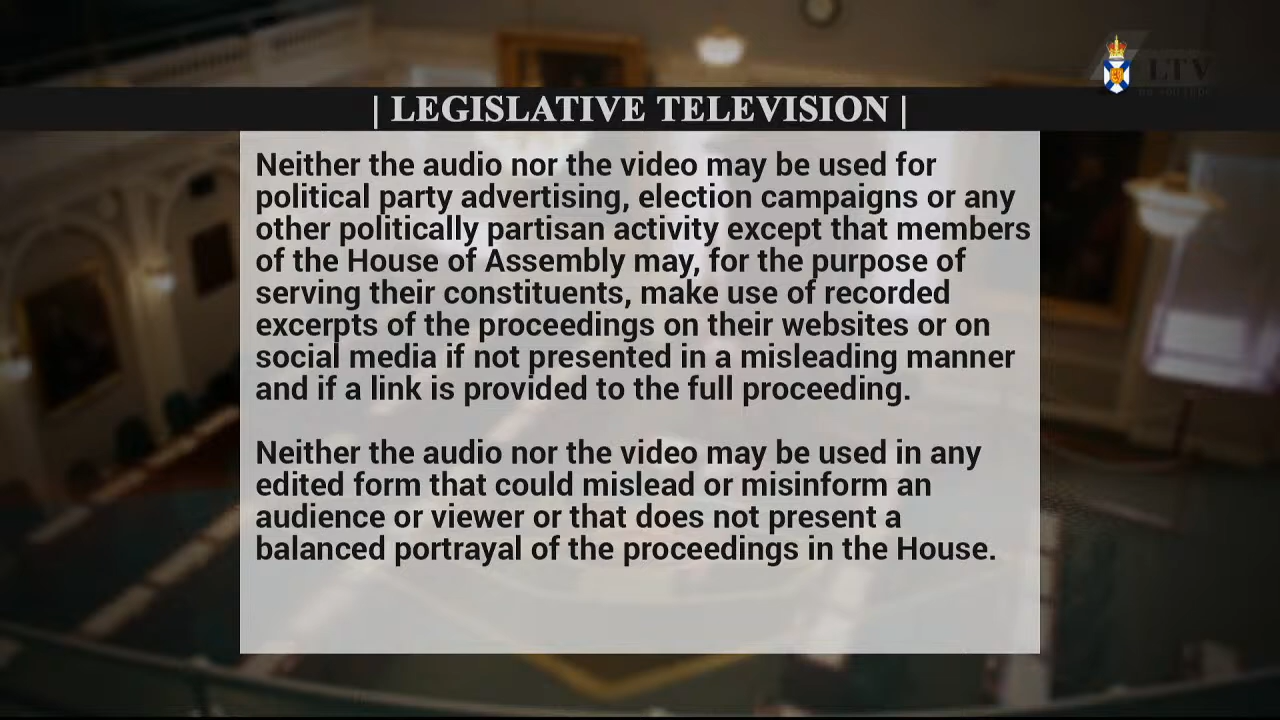 LTV
| LEGISLATIVE TELEVISION |
Neither the audio nor the video may be used for
political party advertising, election campaigns or any
other politically partisan activity except that members
of the House of Assembly may, for the purpose of
serving their constituents, make use of recorded
excerpts of the proceedings on their websites or on
social media if not presented in a misleading manner
and if a link is provided to the full proceeding.
Neither the audio nor the video may be used in any
edited form that could mislead or misinform an
audience or viewer or that does not present a
balanced portrayal of the proceedings in the House.